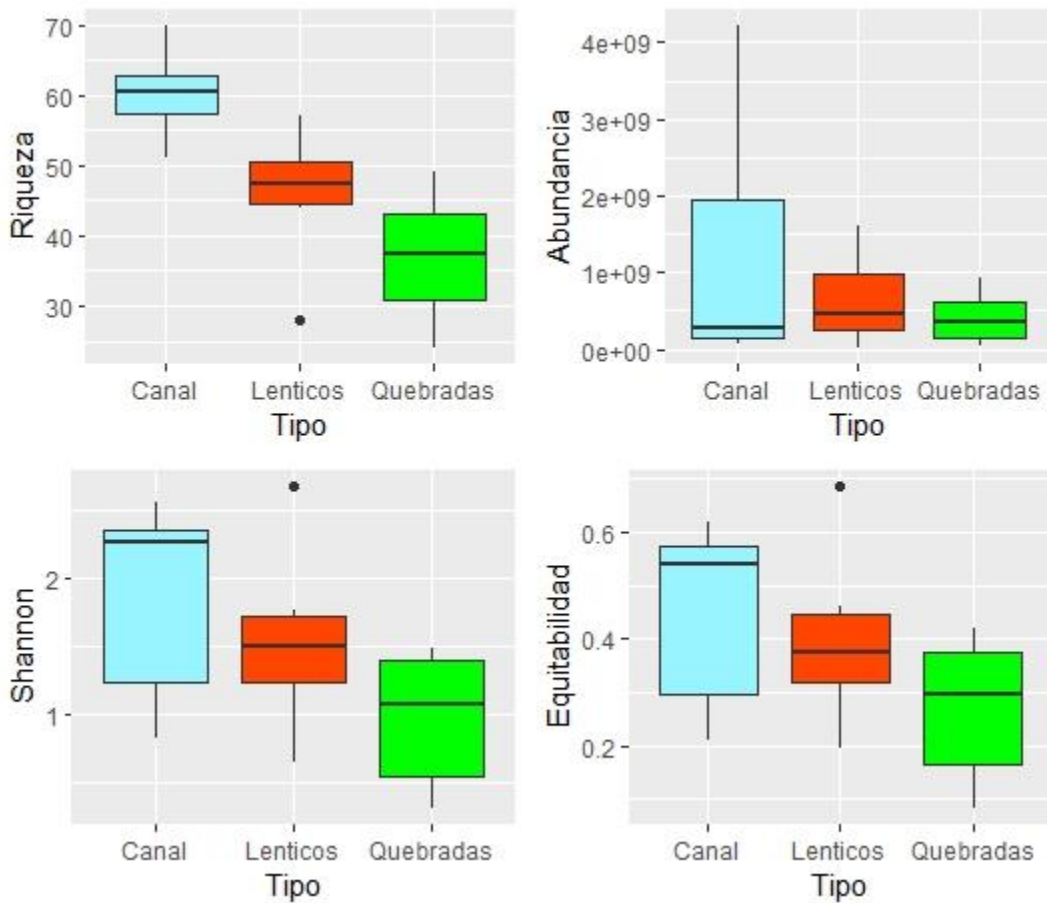 Riqueza
70
60
50
40
30
Canal Lenticos Quebradas
Tipo
Abundancia
4e+09
3e+09
2e+09
1e+09
0e+00
Canal Lenticos Quebradas
Tipo
Shannon
2
1
Canal Lenticos Quebradas
Tipo
Equitabilidad
0.6
0.4
0.2
Canal Lenticos Quebradas
Tipo